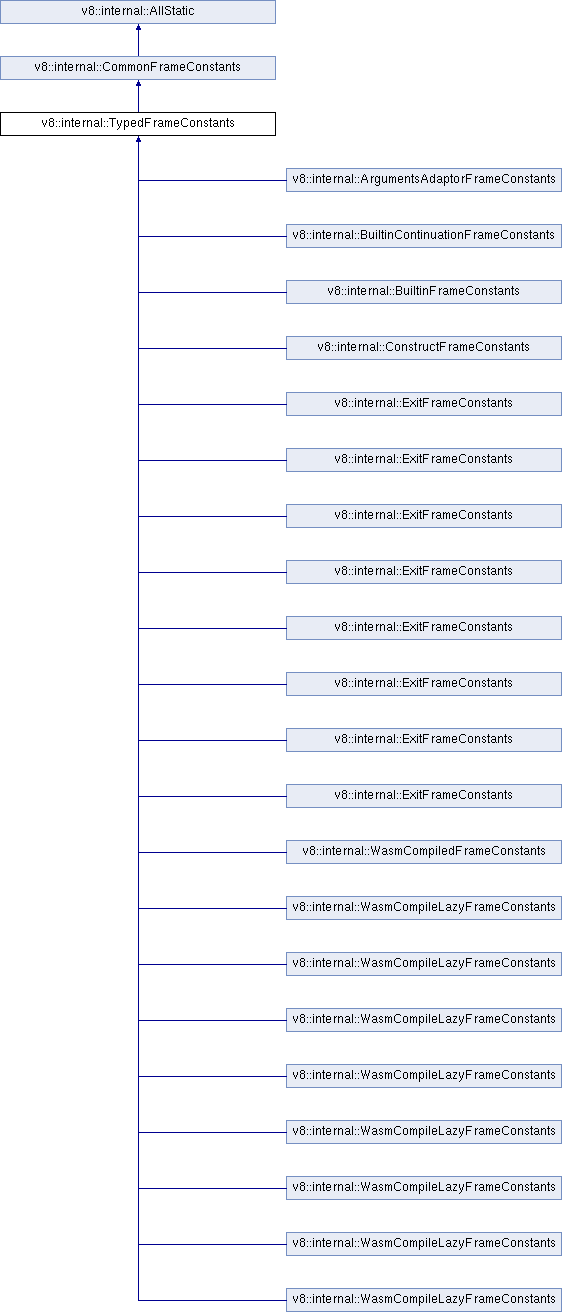 v8::internal::AllStatic
v8::internal::CommonFrameConstants
v8::internal::TypedFrameConstants
v8::internal::ArgumentsAdaptorFrameConstants
v8::internal::BuiltinContinuationFrameConstants
v8::internal::BuiltinFrameConstants
v8::internal::ConstructFrameConstants
v8::internal::ExitFrameConstants
v8::internal::ExitFrameConstants
v8::internal::ExitFrameConstants
v8::internal::ExitFrameConstants
v8::internal::ExitFrameConstants
v8::internal::ExitFrameConstants
v8::internal::ExitFrameConstants
v8::internal::ExitFrameConstants
v8::internal::WasmCompiledFrameConstants
v8::internal::WasmCompileLazyFrameConstants
v8::internal::WasmCompileLazyFrameConstants
v8::internal::WasmCompileLazyFrameConstants
v8::internal::WasmCompileLazyFrameConstants
v8::internal::WasmCompileLazyFrameConstants
v8::internal::WasmCompileLazyFrameConstants
v8::internal::WasmCompileLazyFrameConstants
v8::internal::WasmCompileLazyFrameConstants